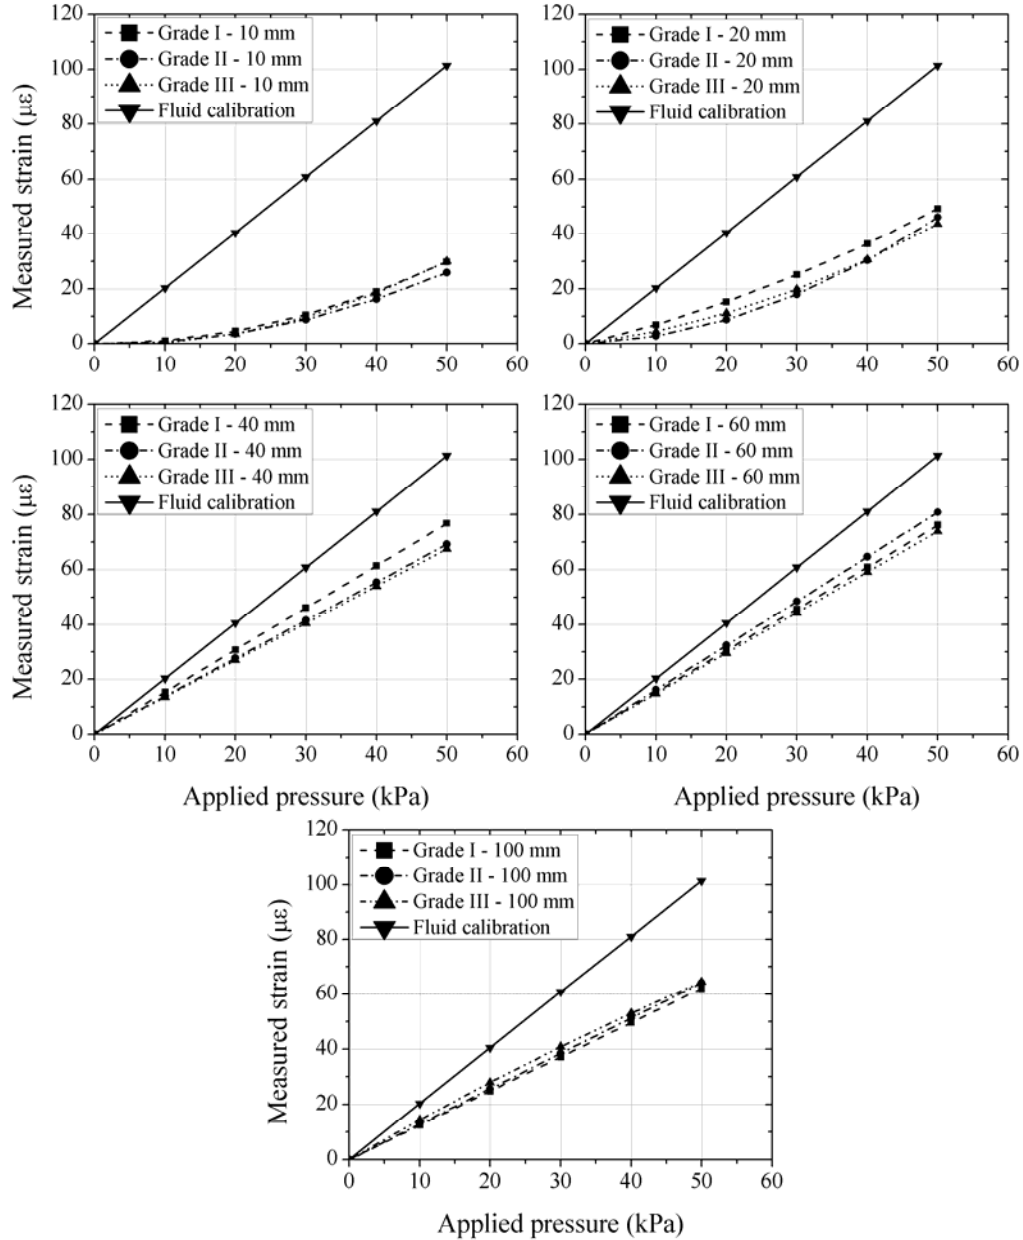 Measured strain (με)
120
100
80
60
40
20
0
Grade I - 10 mm
Grade II - 10 mm
Grade III - 10 mm
Fluid calibration
0 10 20 30 40 50 60
120
100
80
60
40
20
0
Grade I - 20 mm
Grade II - 20 mm
Grade III - 20 mm
Fluid calibration
0 10 20 30 40 50 60
Measured strain (με)
120
100
80
60
40
20
0
Grade I - 40 mm
Grade II - 40 mm
Grade III - 40 mm
Fluid calibration
0 10 20 30 40 50 60
Applied pressure (kPa)
120
100
80
60
40
20
0
Grade I - 60 mm
Grade II - 60 mm
Grade III - 60 mm
Fluid calibration
0 10 20 30 40 50 60
Applied pressure (kPa)
Measured strain (με)
120
100
80
60
40
20
0
Grade I - 100 mm
Grade II - 100 mm
Grade III - 100 mm
Fluid calibration
0 10 20 30 40 50 60
Applied pressure (kPa)